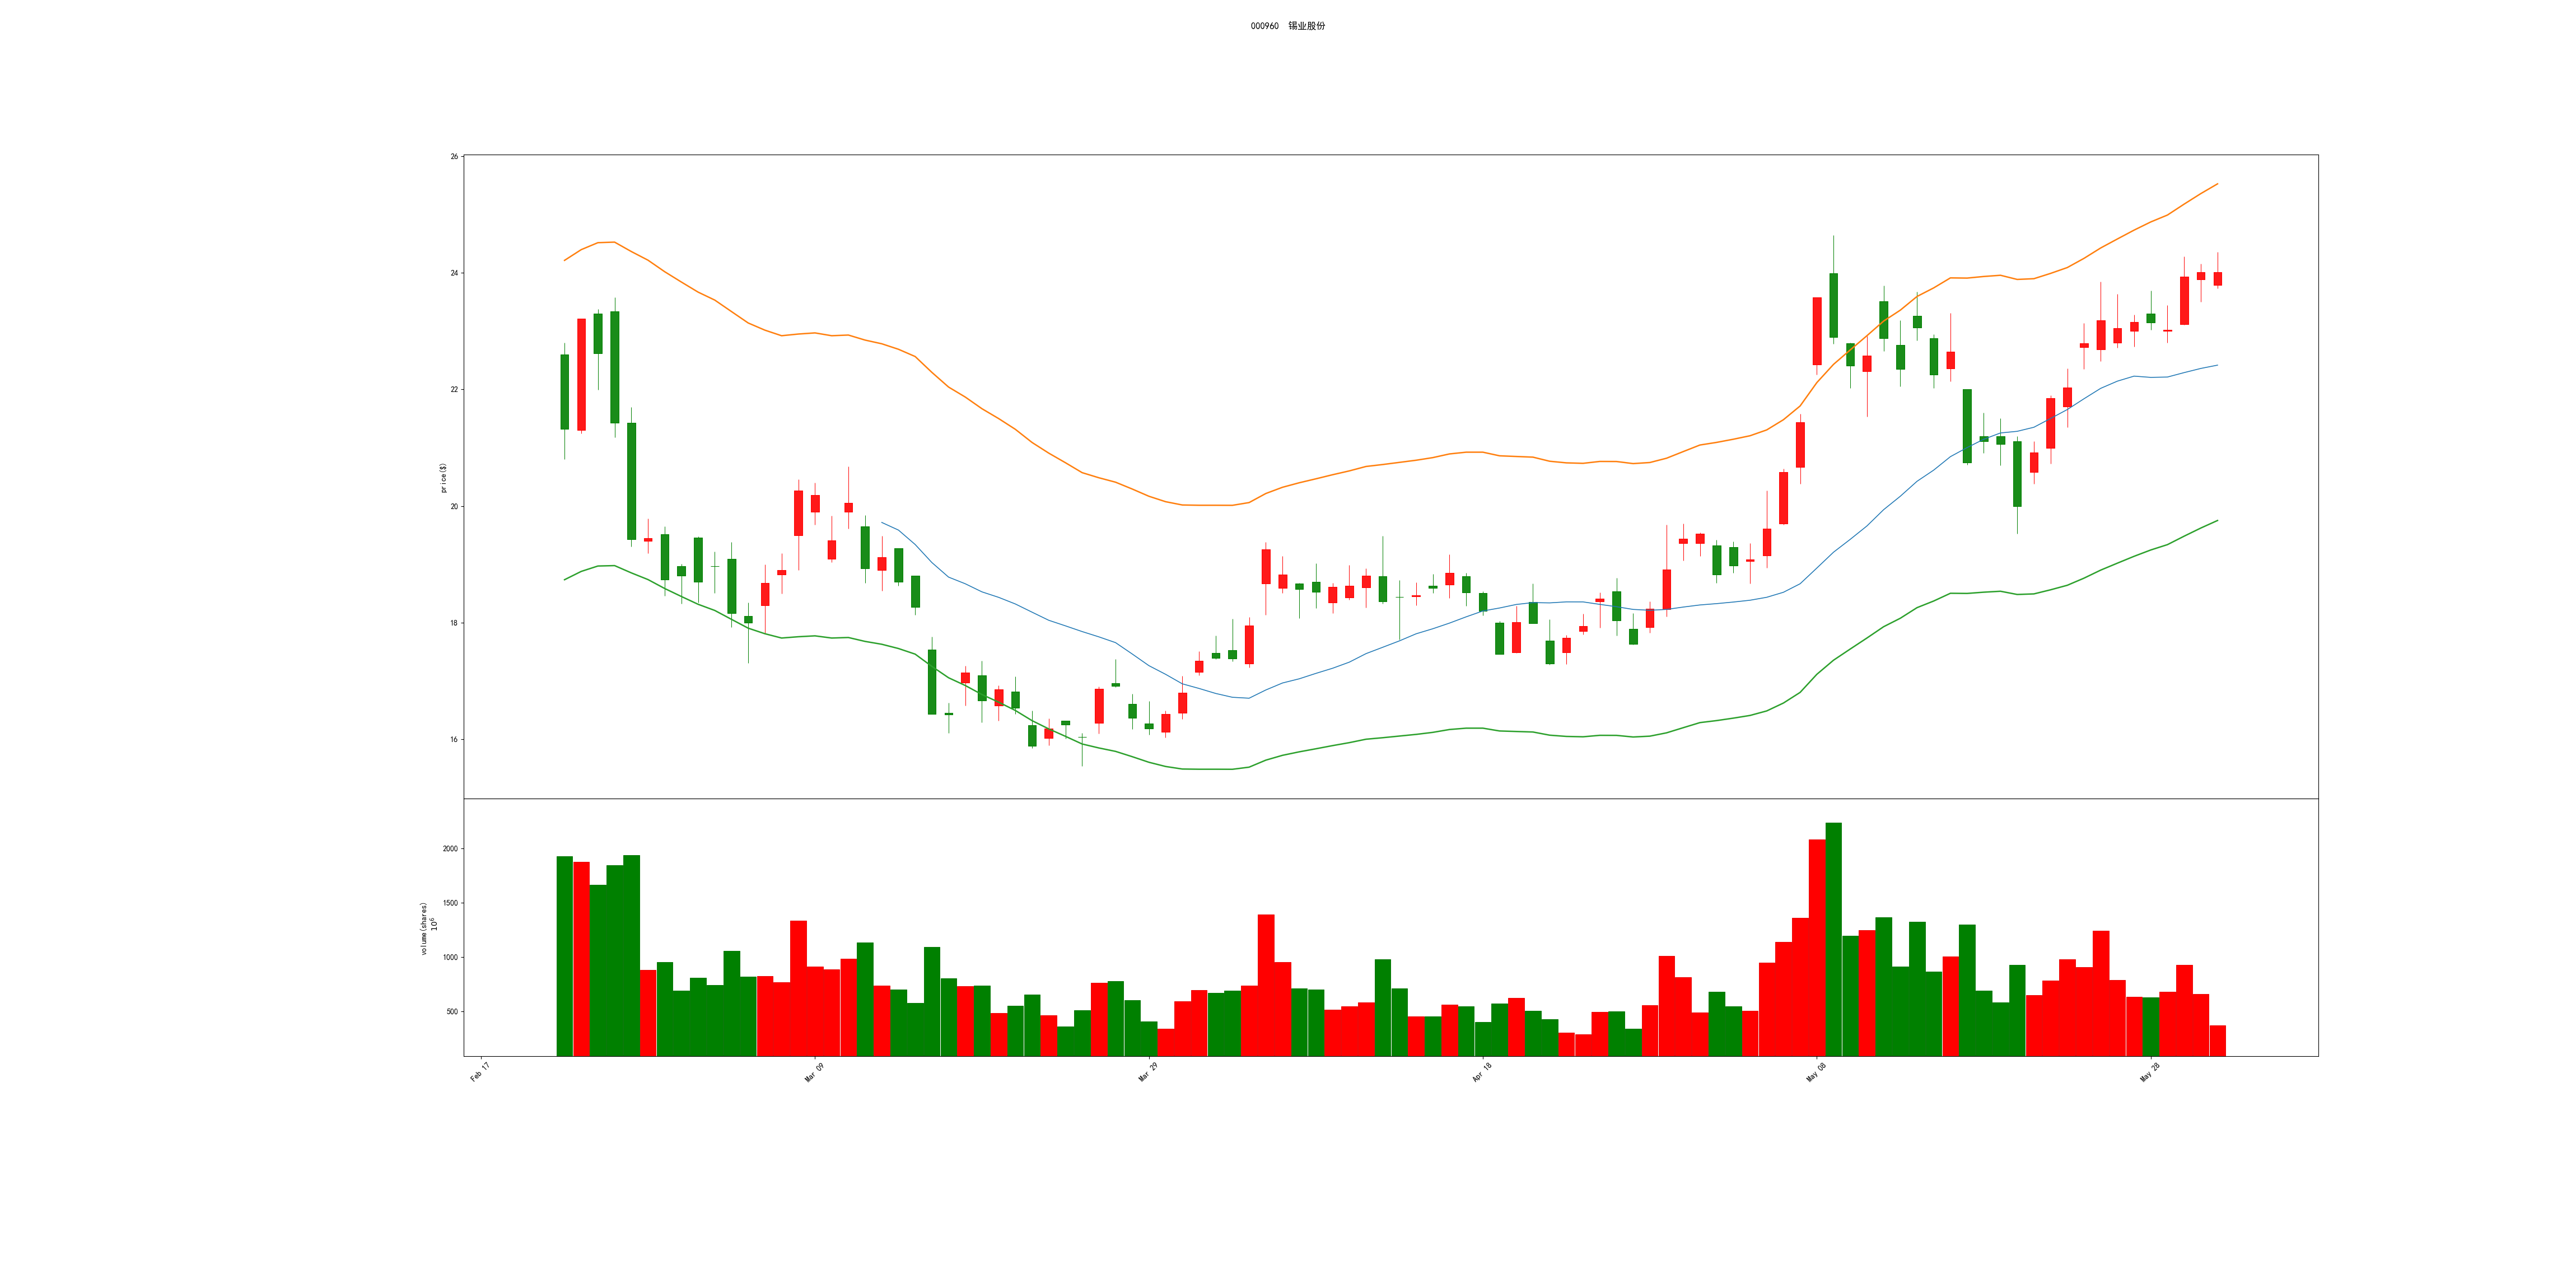 000960 锡业股份
26
24
22
20
18
16
price($)
2000
1500
1000
500
volume(shares)
10⁶
Feb 17
Mar 09
Mar 29
Apr 18
May 08
May 28